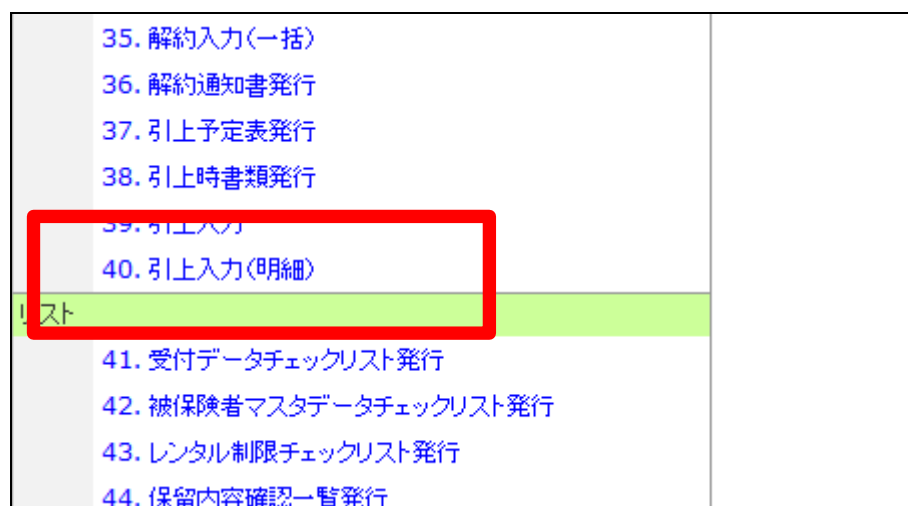 35. 解約入力(一括)
36. 解約通知書発行
37. 引上予定表発行
38. 引上時書類発行
39. 引上入力
40. 引上入力(明細)
リスト
41. 受付データチェックリスト発行
42. 被保険者マスタデータチェックリスト発行
43. レンタル制限チェックリスト発行
44. 保留内容確認一覧発行